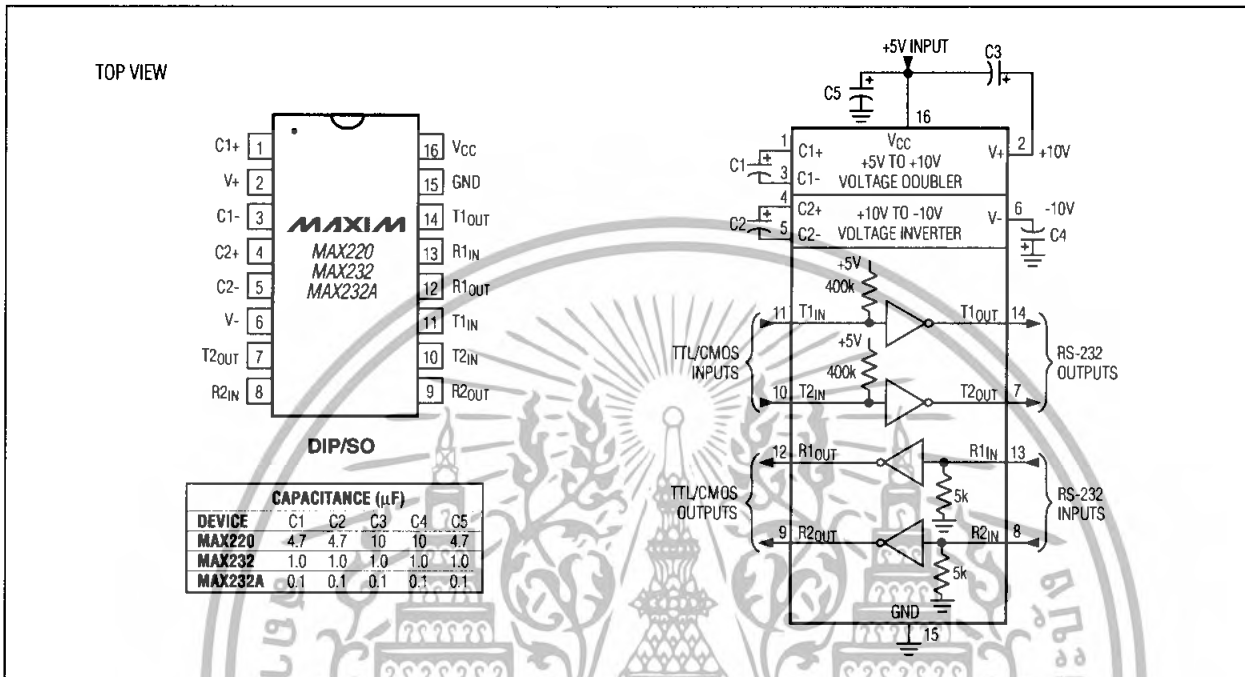 TOP VIEW
C1+ 1
V+ 2
C1- 3
C2+ 4
C2- 5
V- 6
T2OUT 7
R2IN 8
16 VCC
15 GND
14 T1OUT
13 R1IN
12 R1OUT
11 T1IN
10 T2IN
9 R2OUT
MAXIM
MAX220
MAX232
MAX232A
DIP/SO
CAPACITANCE (µF)
DEVICE C1 C2 C3 C4 C5
MAX220 4.7 4.7 10 10 4.7
MAX232 1.0 1.0 1.0 1.0 1.0
MAX232A 0.1 0.1 0.1 0.1 0.1
+5V INPUT
C3
C5
16
VCC
1 C1+
C1
3 C1-
+5V TO +10V
VOLTAGE DOUBLER
V+ 2 +10V
4 C2+
C2
5 C2-
+10V TO -10V
VOLTAGE INVERTER
V- 6 -10V
C4
+5V
400k
11 T1IN
T1OUT 14
+5V
400k
TTL/CMOS
INPUTS
RS-232
OUTPUTS
10 T2IN
T2OUT 7
12 R1OUT
R1IN 13
5k
TTL/CMOS
OUTPUTS
RS-232
INPUTS
9 R2OUT
R2IN 8
5k
GND
15